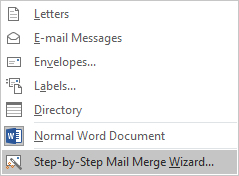 Letters
E-mail Messages
Envelopes...
Labels...
Directory
Normal Word Document
Step-by-Step Mail Merge Wizard...